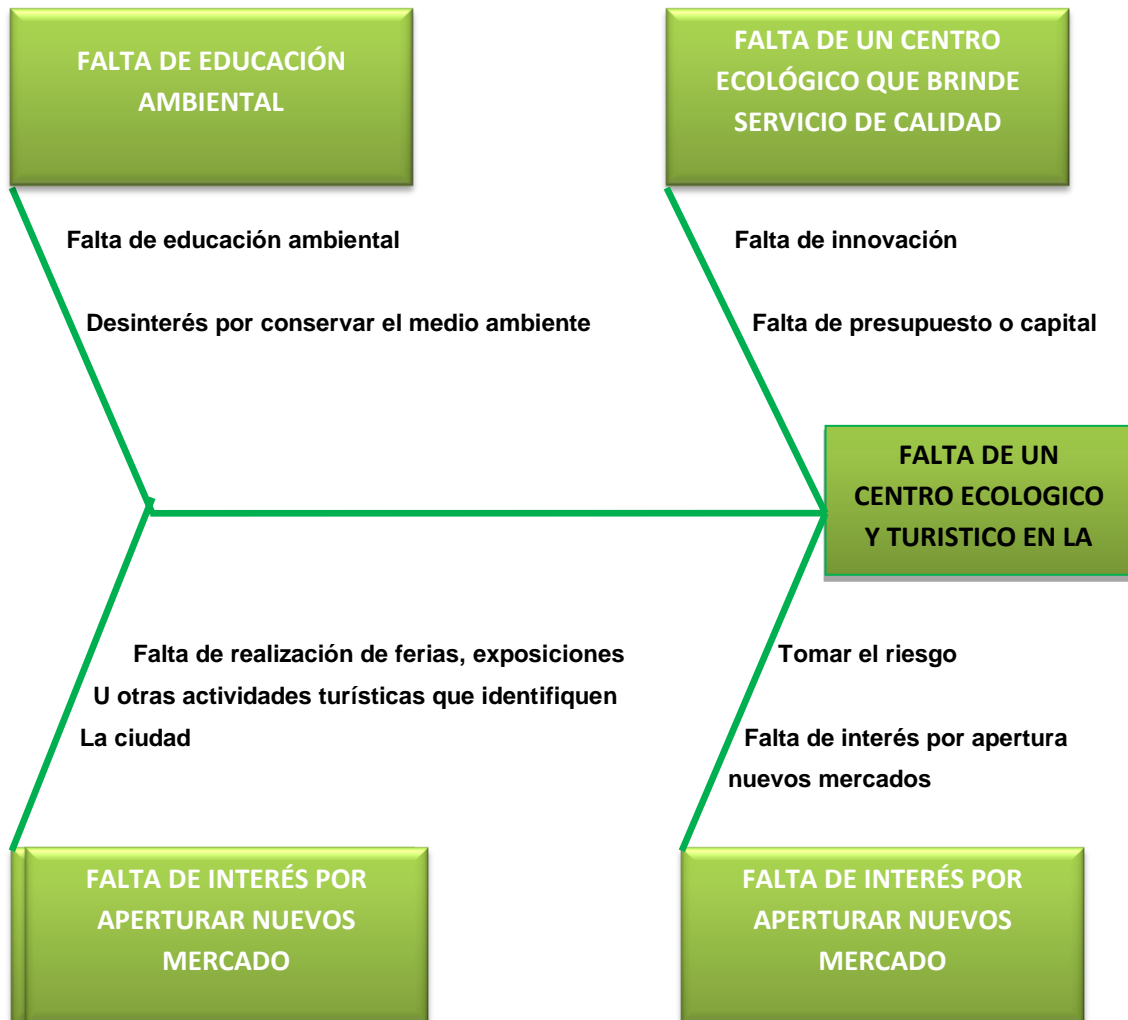 FALTA DE EDUCACIÓN
AMBIENTAL
FALTA DE UN CENTRO
ECOLÓGICO QUE BRINDE
SERVICIO DE CALIDAD
Falta de educación ambiental
Desinterés por conservar el medio ambiente
Falta de innovación
Falta de presupuesto o capital
FALTA DE UN
CENTRO ECOLOGICO
Y TURISTICO EN LA
Falta de realización de ferias, exposiciones
U otras actividades turísticas que identifiquen
La ciudad
Tomar el riesgo
Falta de interés por apertura
nuevos mercados
FALTA DE INTERÉS POR
APERTURAR NUEVOS
MERCADO
FALTA DE INTERÉS POR
APERTURAR NUEVOS
MERCADO